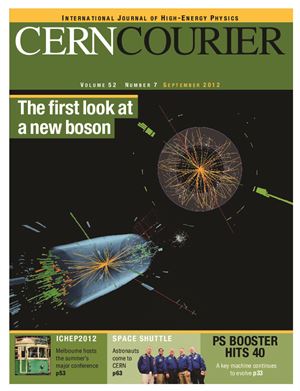 INTERNATIONAL JOURNAL OF HIGH-ENERGY PHYSICS
CERNCOURIER
VOLUME 52 NUMBER 7 SEPTEMBER 2012
The first look at
a new boson
ICHEP2012
Melbourne hosts
the summer's
major conference
p53
SPACE SHUTTLE
Astronauts
come to
CERN
p63
PS BOOSTER
HITS 40
A key machine continues
to evolve p33